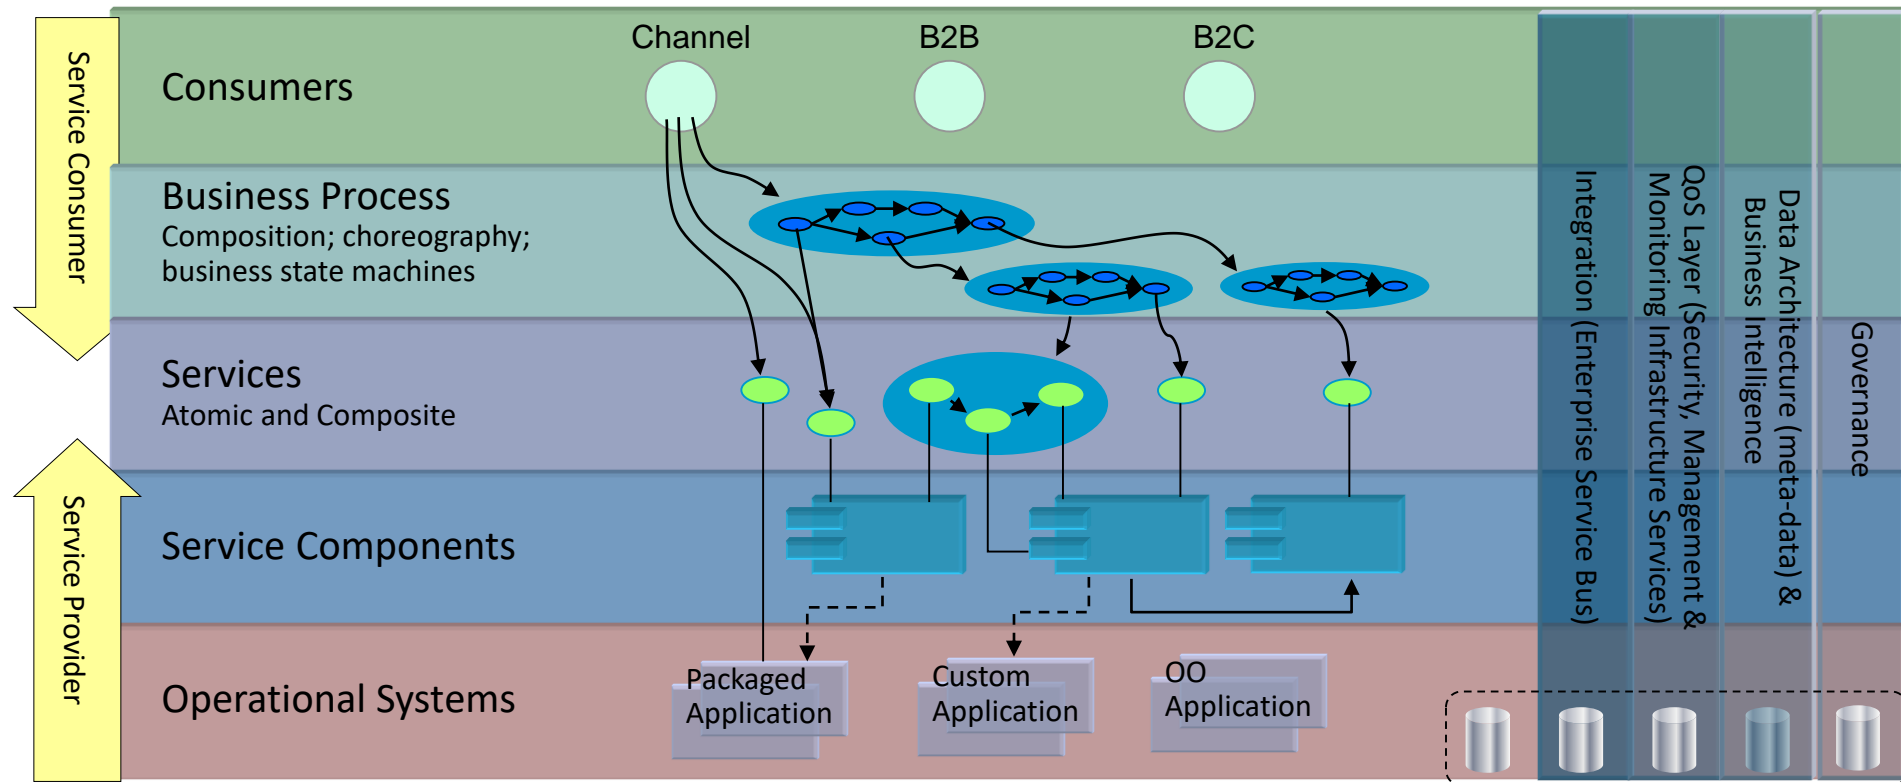 Service Consumer
Channel
B2B
B2C
Consumers
Business Process
Composition; choreography;
business state machines
Services
Atomic and Composite
Service Provider
Service Components
Operational Systems
Packaged
Application
Custom
Application
OO
Application
Integration (Enterprise Service Bus)
QoS Layer (Security, Management &
Monitoring Infrastructure Services)
Data Architecture (meta-data) &
Business Intelligence
Governance